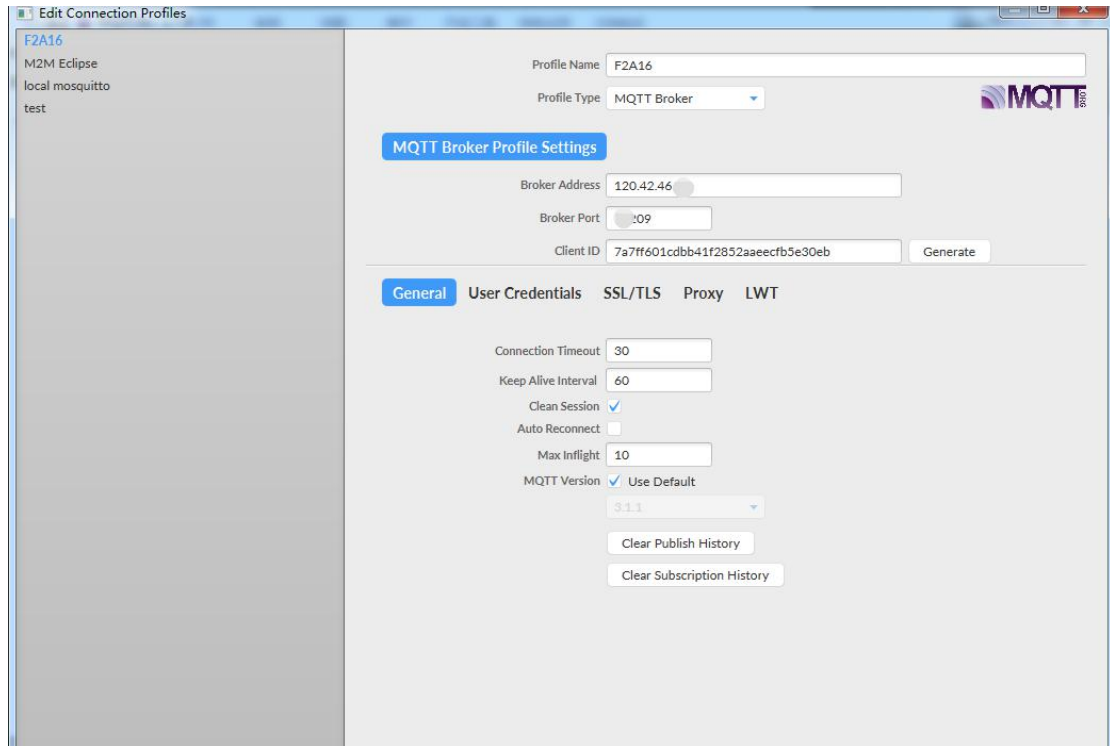 Edit Connection Profiles
F2A16
M2M Eclipse
local mosquitto
test
Profile Name F2A16
Profile Type MQTT Broker
MQTT.ORG
MQTT Broker Profile Settings
Broker Address 120.42.46
Broker Port 209
Client ID 7a7ff601cdbb41f2852aaeecfb5e30eb Generate
General User Credentials SSL/TLS Proxy LWT
Connection Timeout 30
Keep Alive Interval 60
Clean Session
Auto Reconnect
Max Inflight 10
MQTT Version Use Default
3.1.1
Clear Publish History
Clear Subscription History